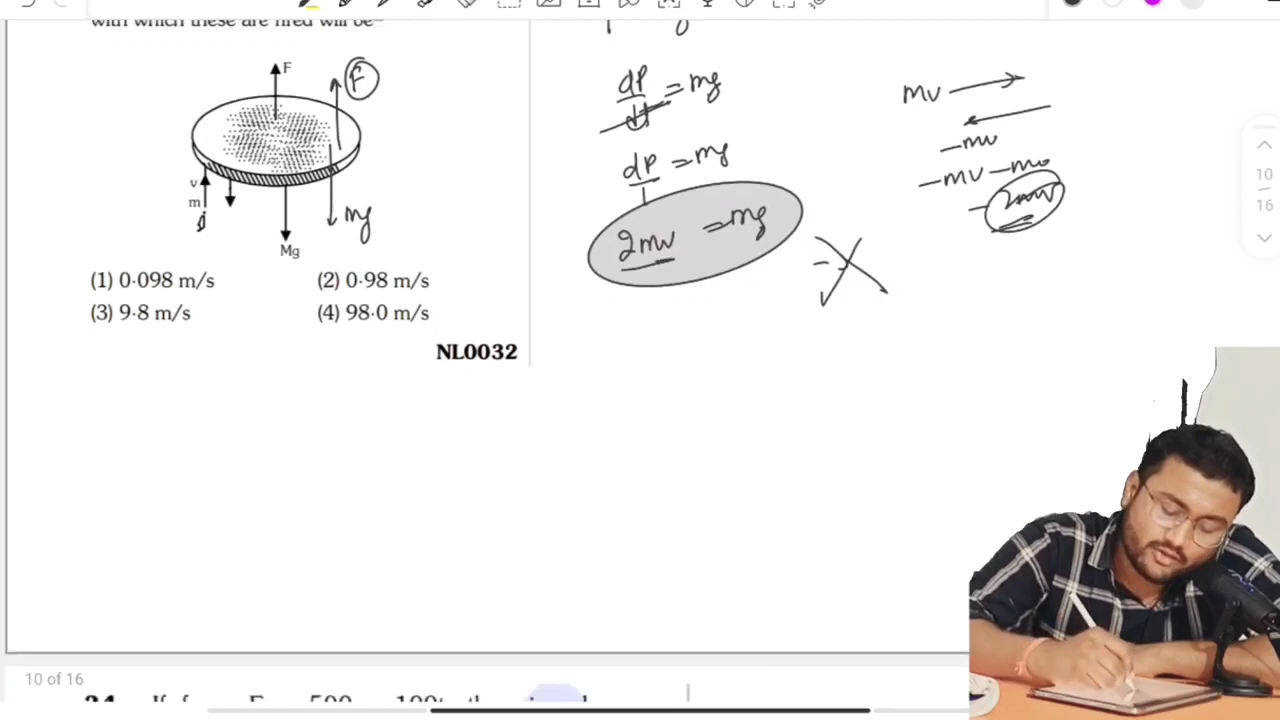 with which these are fired will be-
F
F
v
m
mg
Mg
(1) 0·098 m/s
(2) 0·98 m/s
(3) 9·8 m/s
(4) 98·0 m/s
NL0032
dP/dt = mg
dP/1 = mg
2mv = mg
mv
-mv
-mv - mv
-2mv
10
16
10 of 16